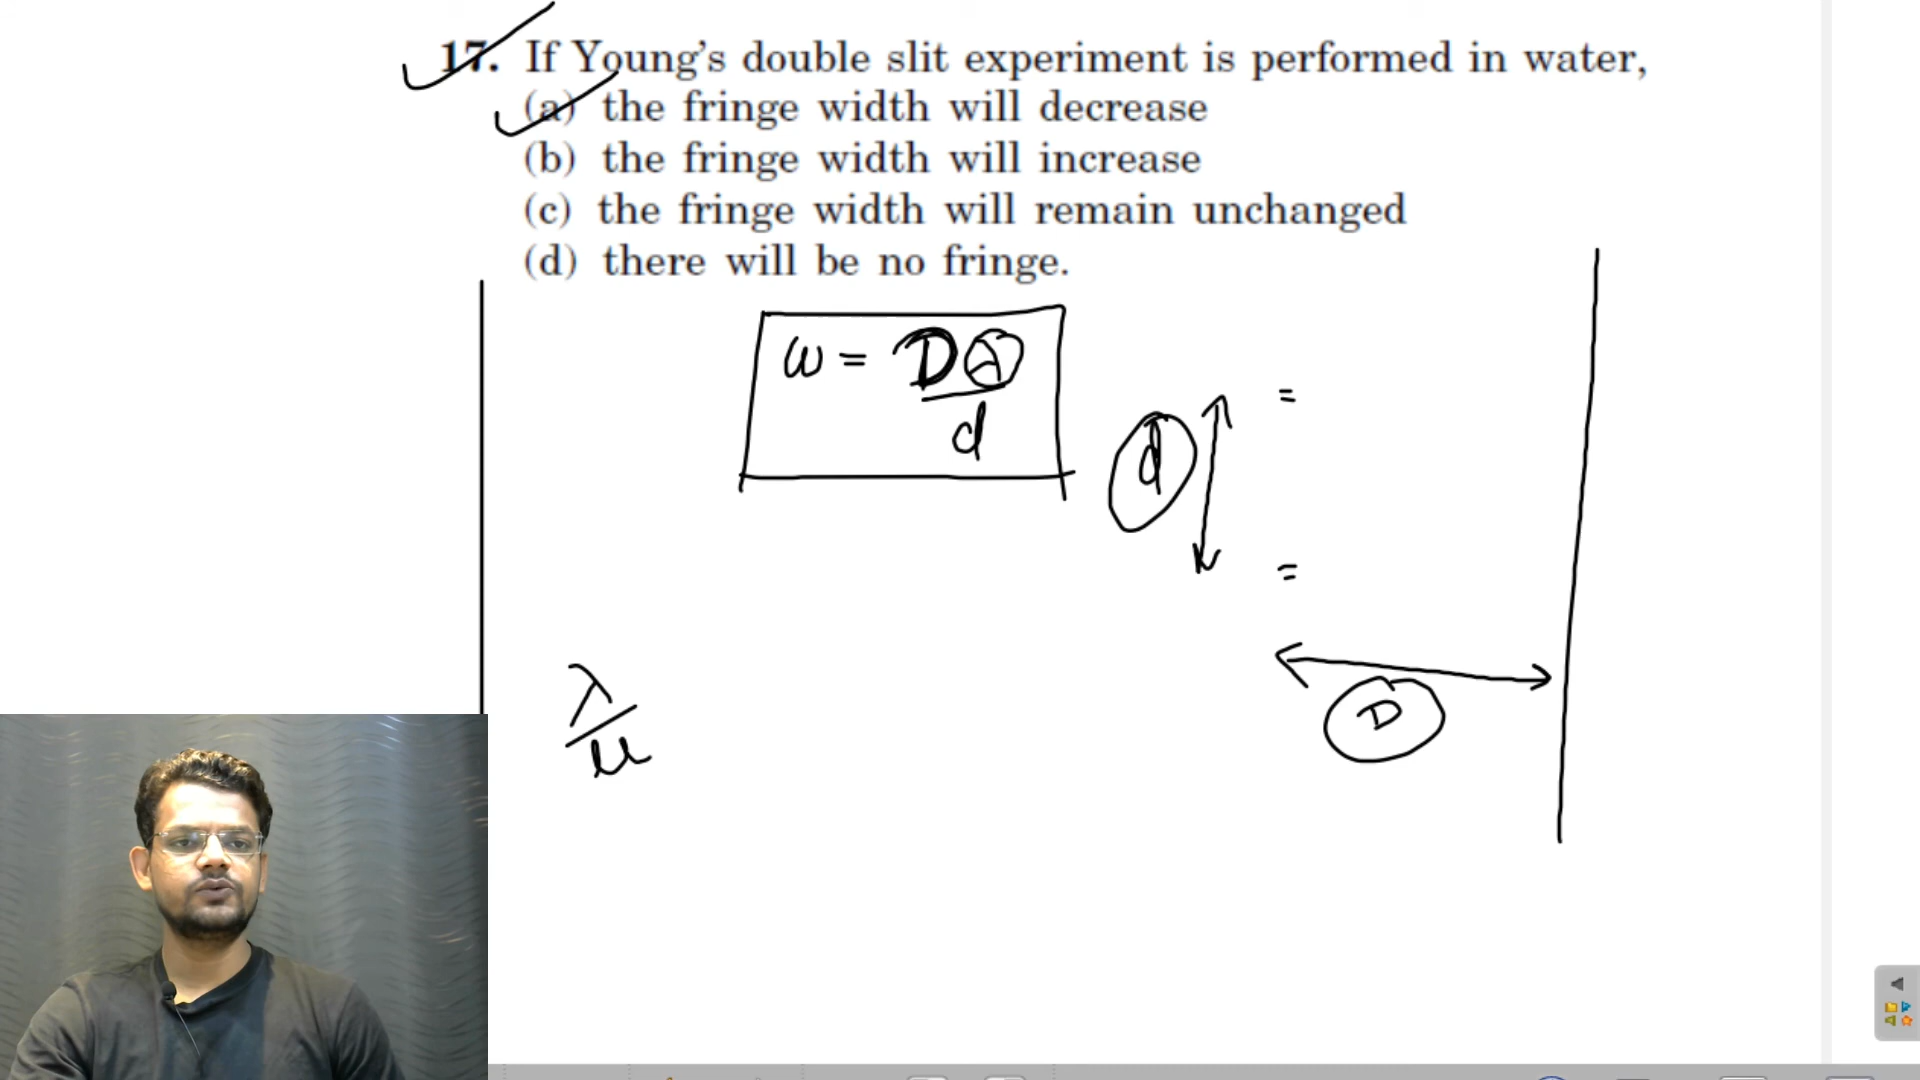 17. If Young's double slit experiment is performed in water,
(a) the fringe width will decrease
(b) the fringe width will increase
(c) the fringe width will remain unchanged
(d) there will be no fringe.
ω = Dλ/d
d
=
=
D
λ/μ